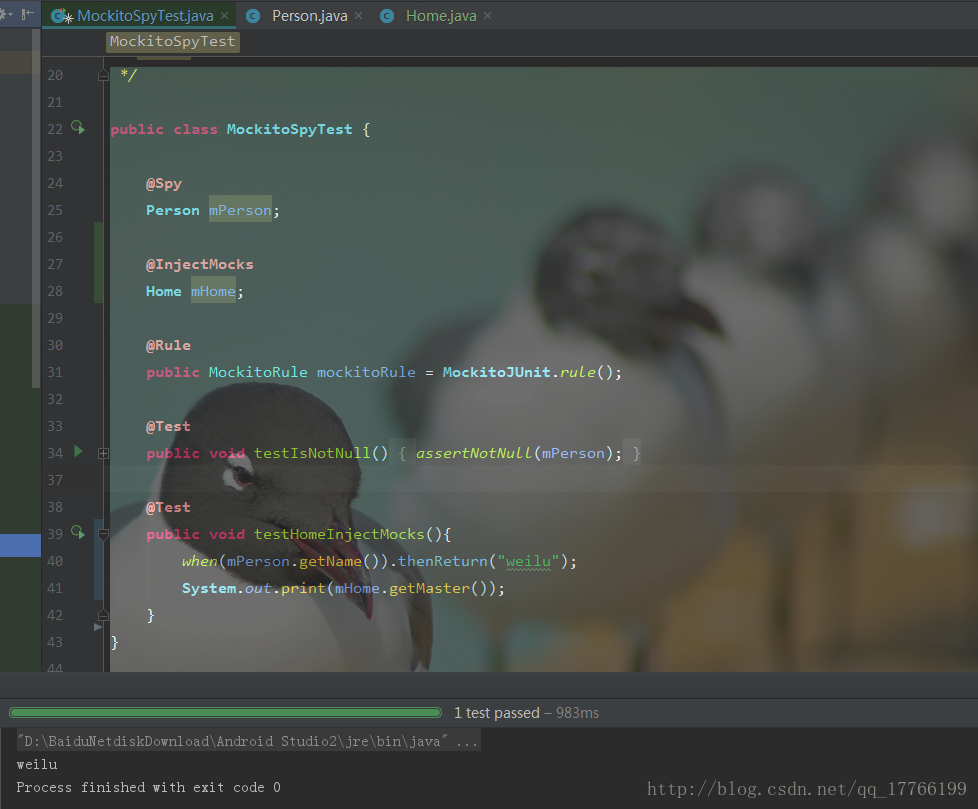 MockitoSpyTest.java × Person.java × Home.java ×
MockitoSpyTest
20 */
21
22 public class MockitoSpyTest {
23
24 @Spy
25 Person mPerson;
26
27 @InjectMocks
28 Home mHome;
29
30 @Rule
31 public MockitoRule mockitoRule = MockitoJUnit.rule();
32
33 @Test
34 public void testIsNotNull() { assertNotNull(mPerson); }
37
38 @Test
39 public void testHomeInjectMocks(){
40 when(mPerson.getName()).thenReturn("weilu");
41 System.out.print(mHome.getMaster());
42 }
43 }
44
1 test passed – 983ms
"D:\BaiduNetdiskDownload\Android Studio2\jre\bin\java" ...
weilu
Process finished with exit code 0
http://blog.csdn.net/qq_17766199